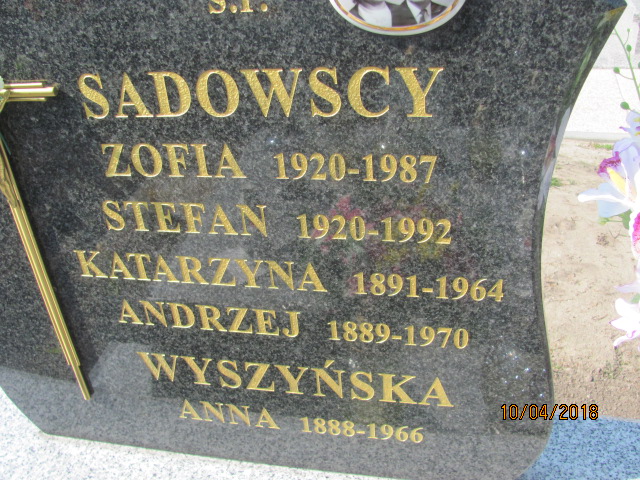 Ś.P.
SADOWSCY
ZOFIA 1920-1987
STEFAN 1920-1992
KATARZYNA 1891-1964
ANDRZEJ 1889-1970
WYSZYŃSKA
ANNA 1888-1966
10/04/2018